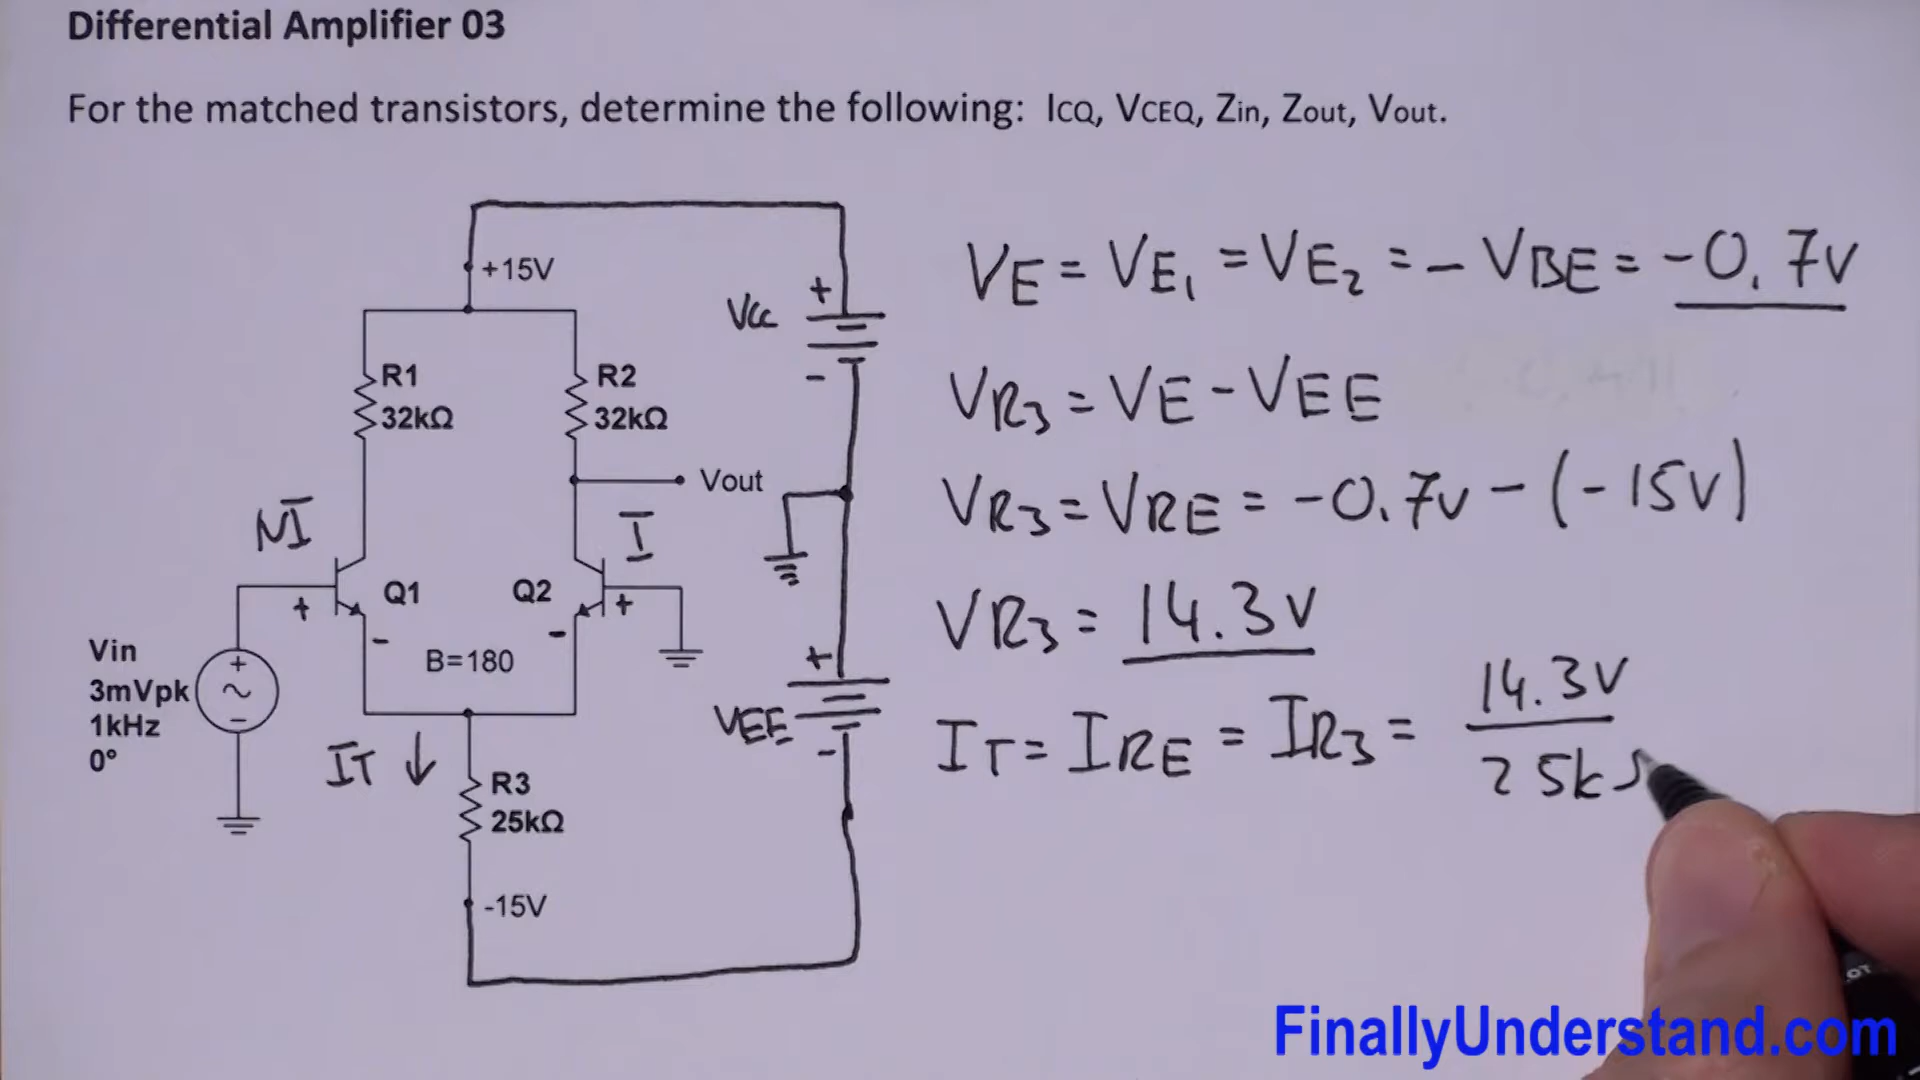 Differential Amplifier 03
For the matched transistors, determine the following: ICQ, VCEQ, Zin, Zout, Vout.
+15V
Vcc
+
-
R1
32kΩ
R2
32kΩ
Vout
NI
I
Q1
Q2
+
-
+
-
B=180
Vin
3mVpk
1kHz
0°
+
-
IT ↓
R3
25kΩ
-15V
VEE
+
-
VE = VE1 = VE2 = - VBE = -0.7V
VR3 = VE - VEE
VR3 = VRE = -0.7V - (-15V)
VR3 = 14.3V
IT = IRE = IR3 = 14.3V
25k
FinallyUnderstand.com